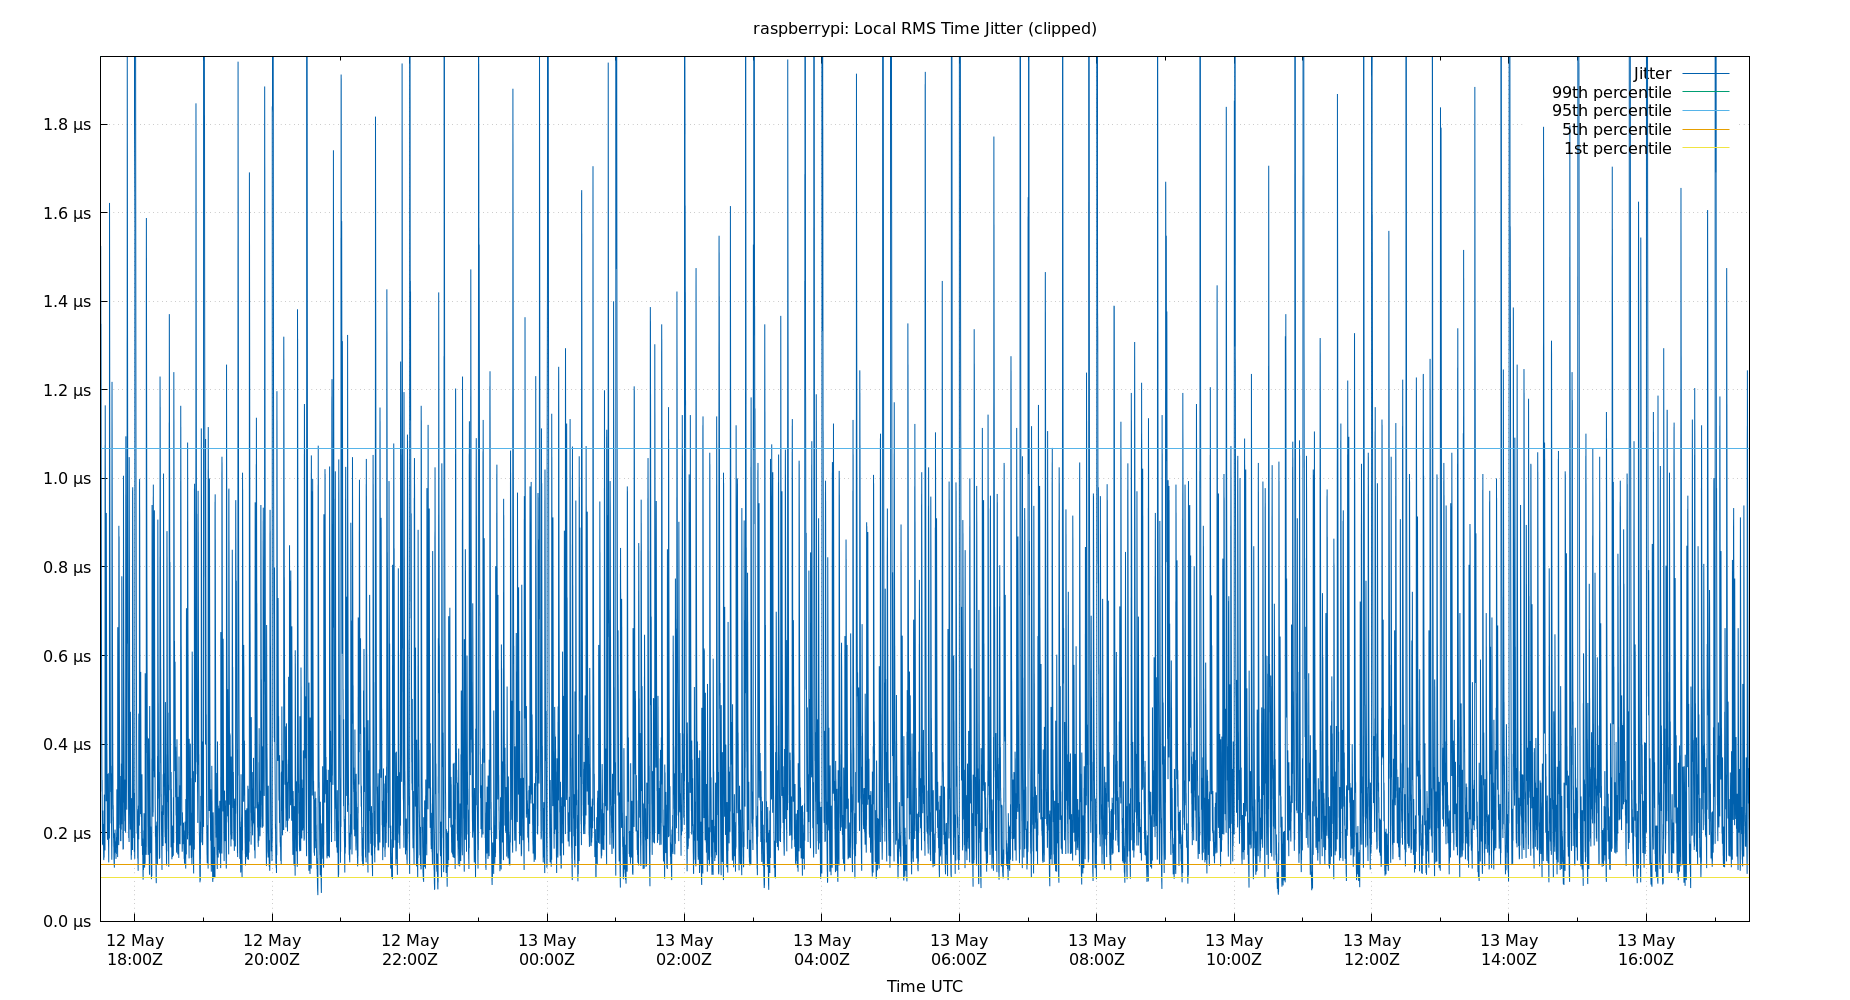 raspberrypi: Local RMS Time Jitter (clipped)
Jitter
99th percentile
95th percentile
5th percentile
1st percentile
1.8 μs
1.6 μs
1.4 μs
1.2 μs
1.0 μs
0.8 μs
0.6 μs
0.4 μs
0.2 μs
0.0 μs
12 May 12 May 12 May 13 May 13 May 13 May 13 May 13 May 13 May 13 May 13 May 13 May
18:00Z 20:00Z 22:00Z 00:00Z 02:00Z 04:00Z 06:00Z 08:00Z 10:00Z 12:00Z 14:00Z 16:00Z
Time UTC